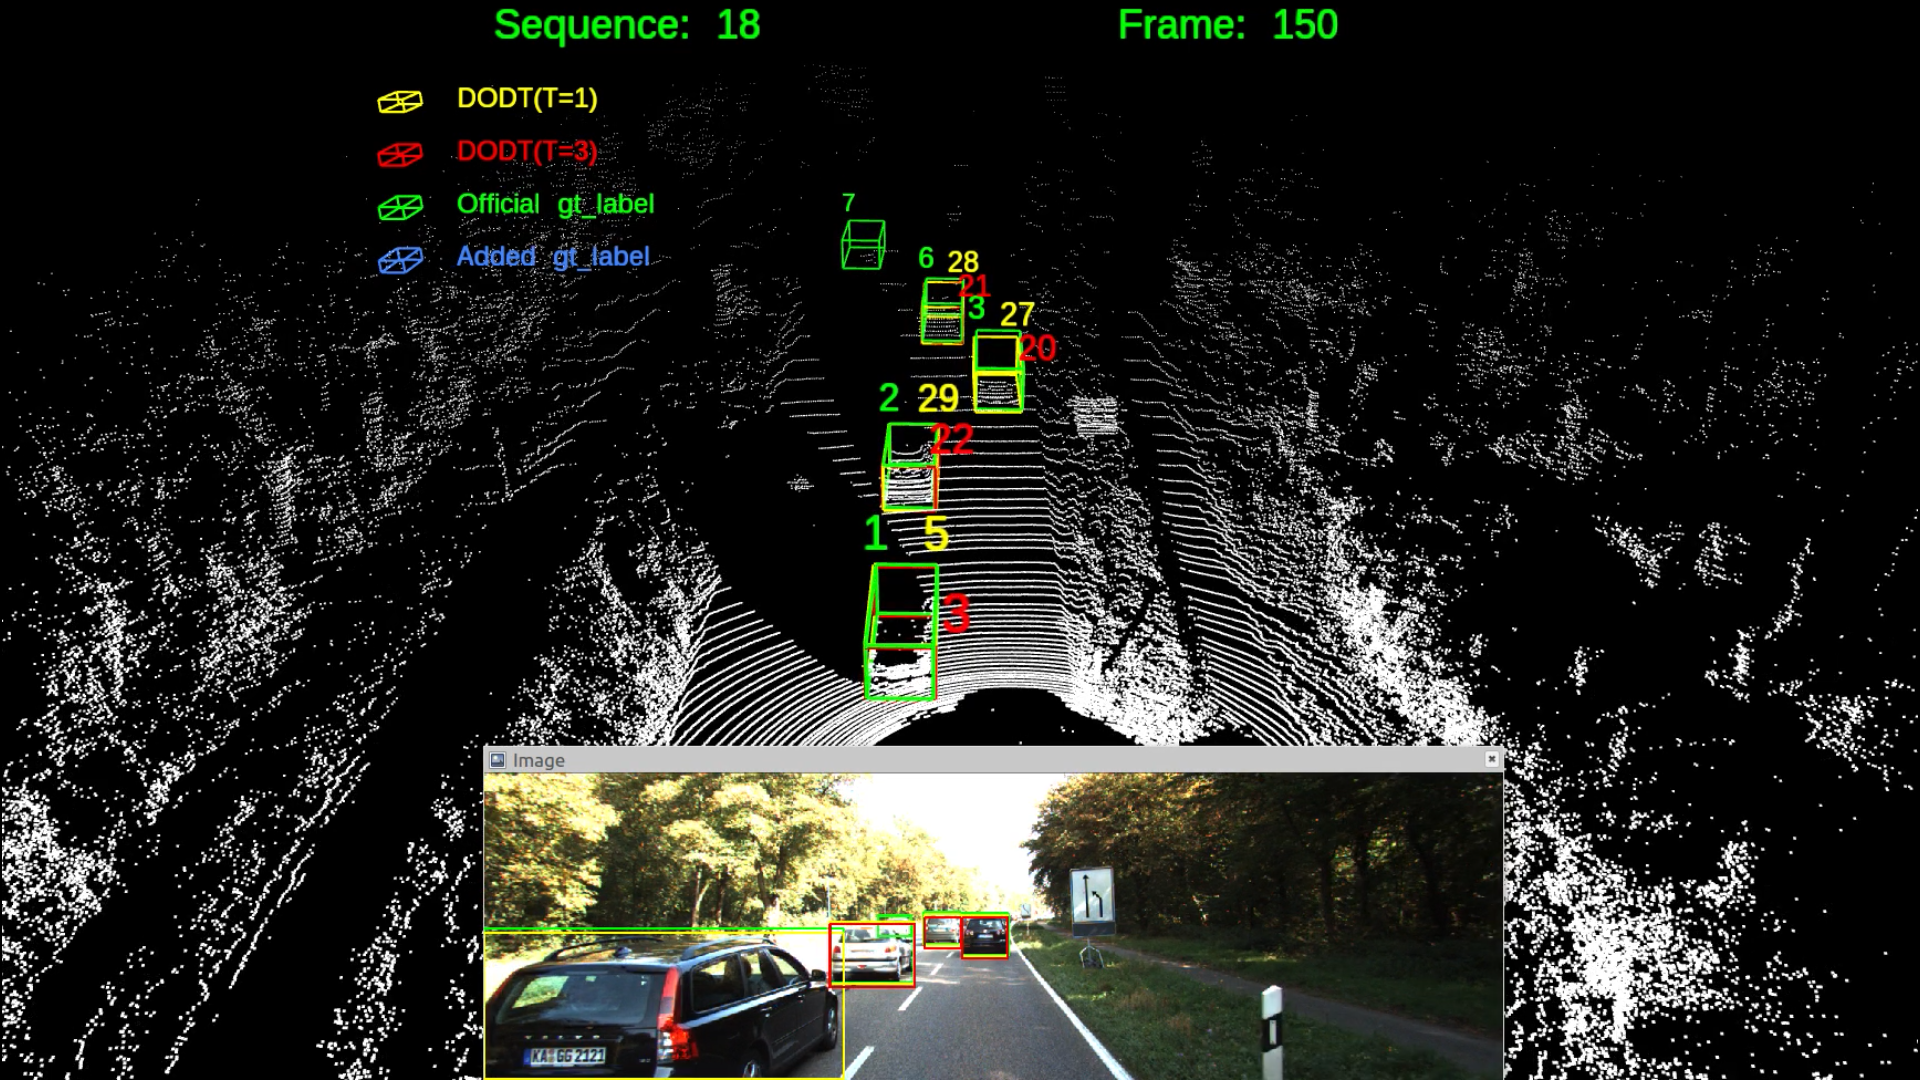 Sequence: 18
Frame: 150
DODT(T=1)
DODT(T=3)
Official gt_label
Added gt_label
7
6 28
21
3 27
20
2 29
22
1 5
3
Image
KA GG 2121